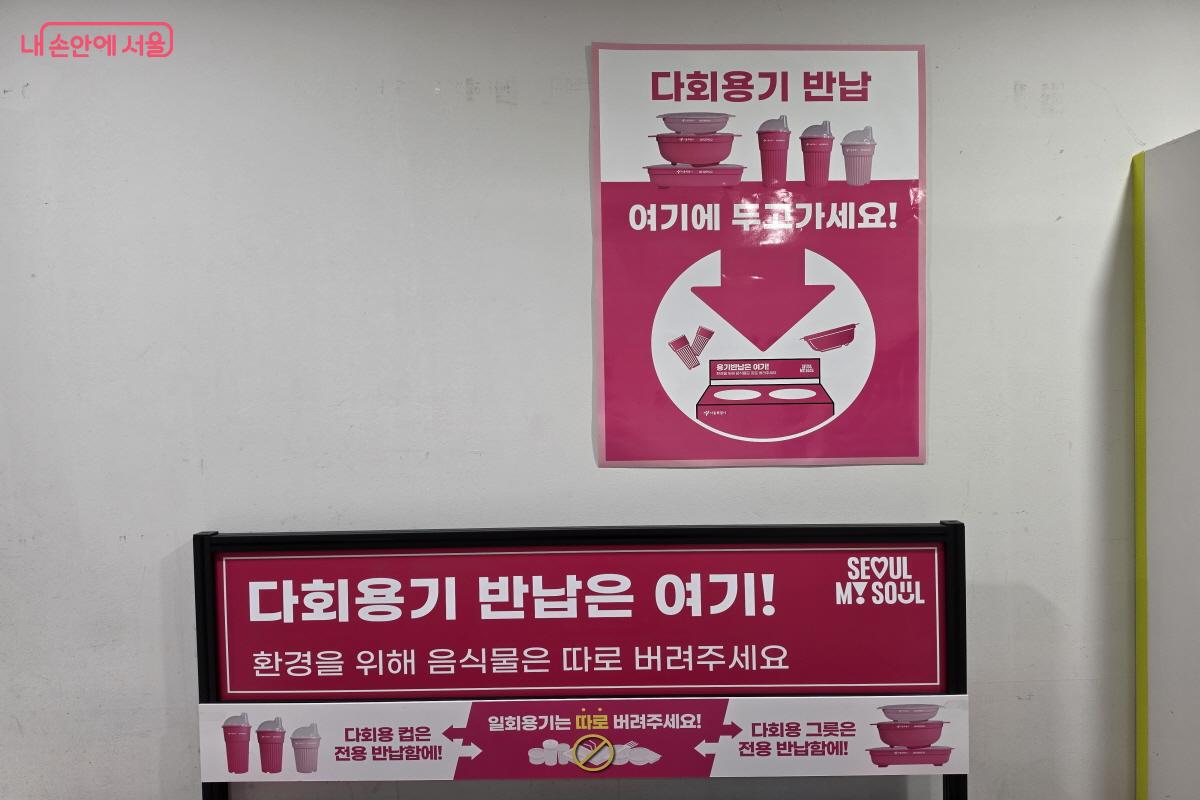 내 손안에 서울
다회용기 반납
여기에 두고가세요!
용기반납은 여기!
SEOUL
MY SOUL
다회용기 반납은 여기!
환경을 위해 음식물은 따로 버려주세요
다회용 컵은
전용 반납함에!
일회용기는 따로 버려주세요!
다회용 그릇은
전용 반납함에!